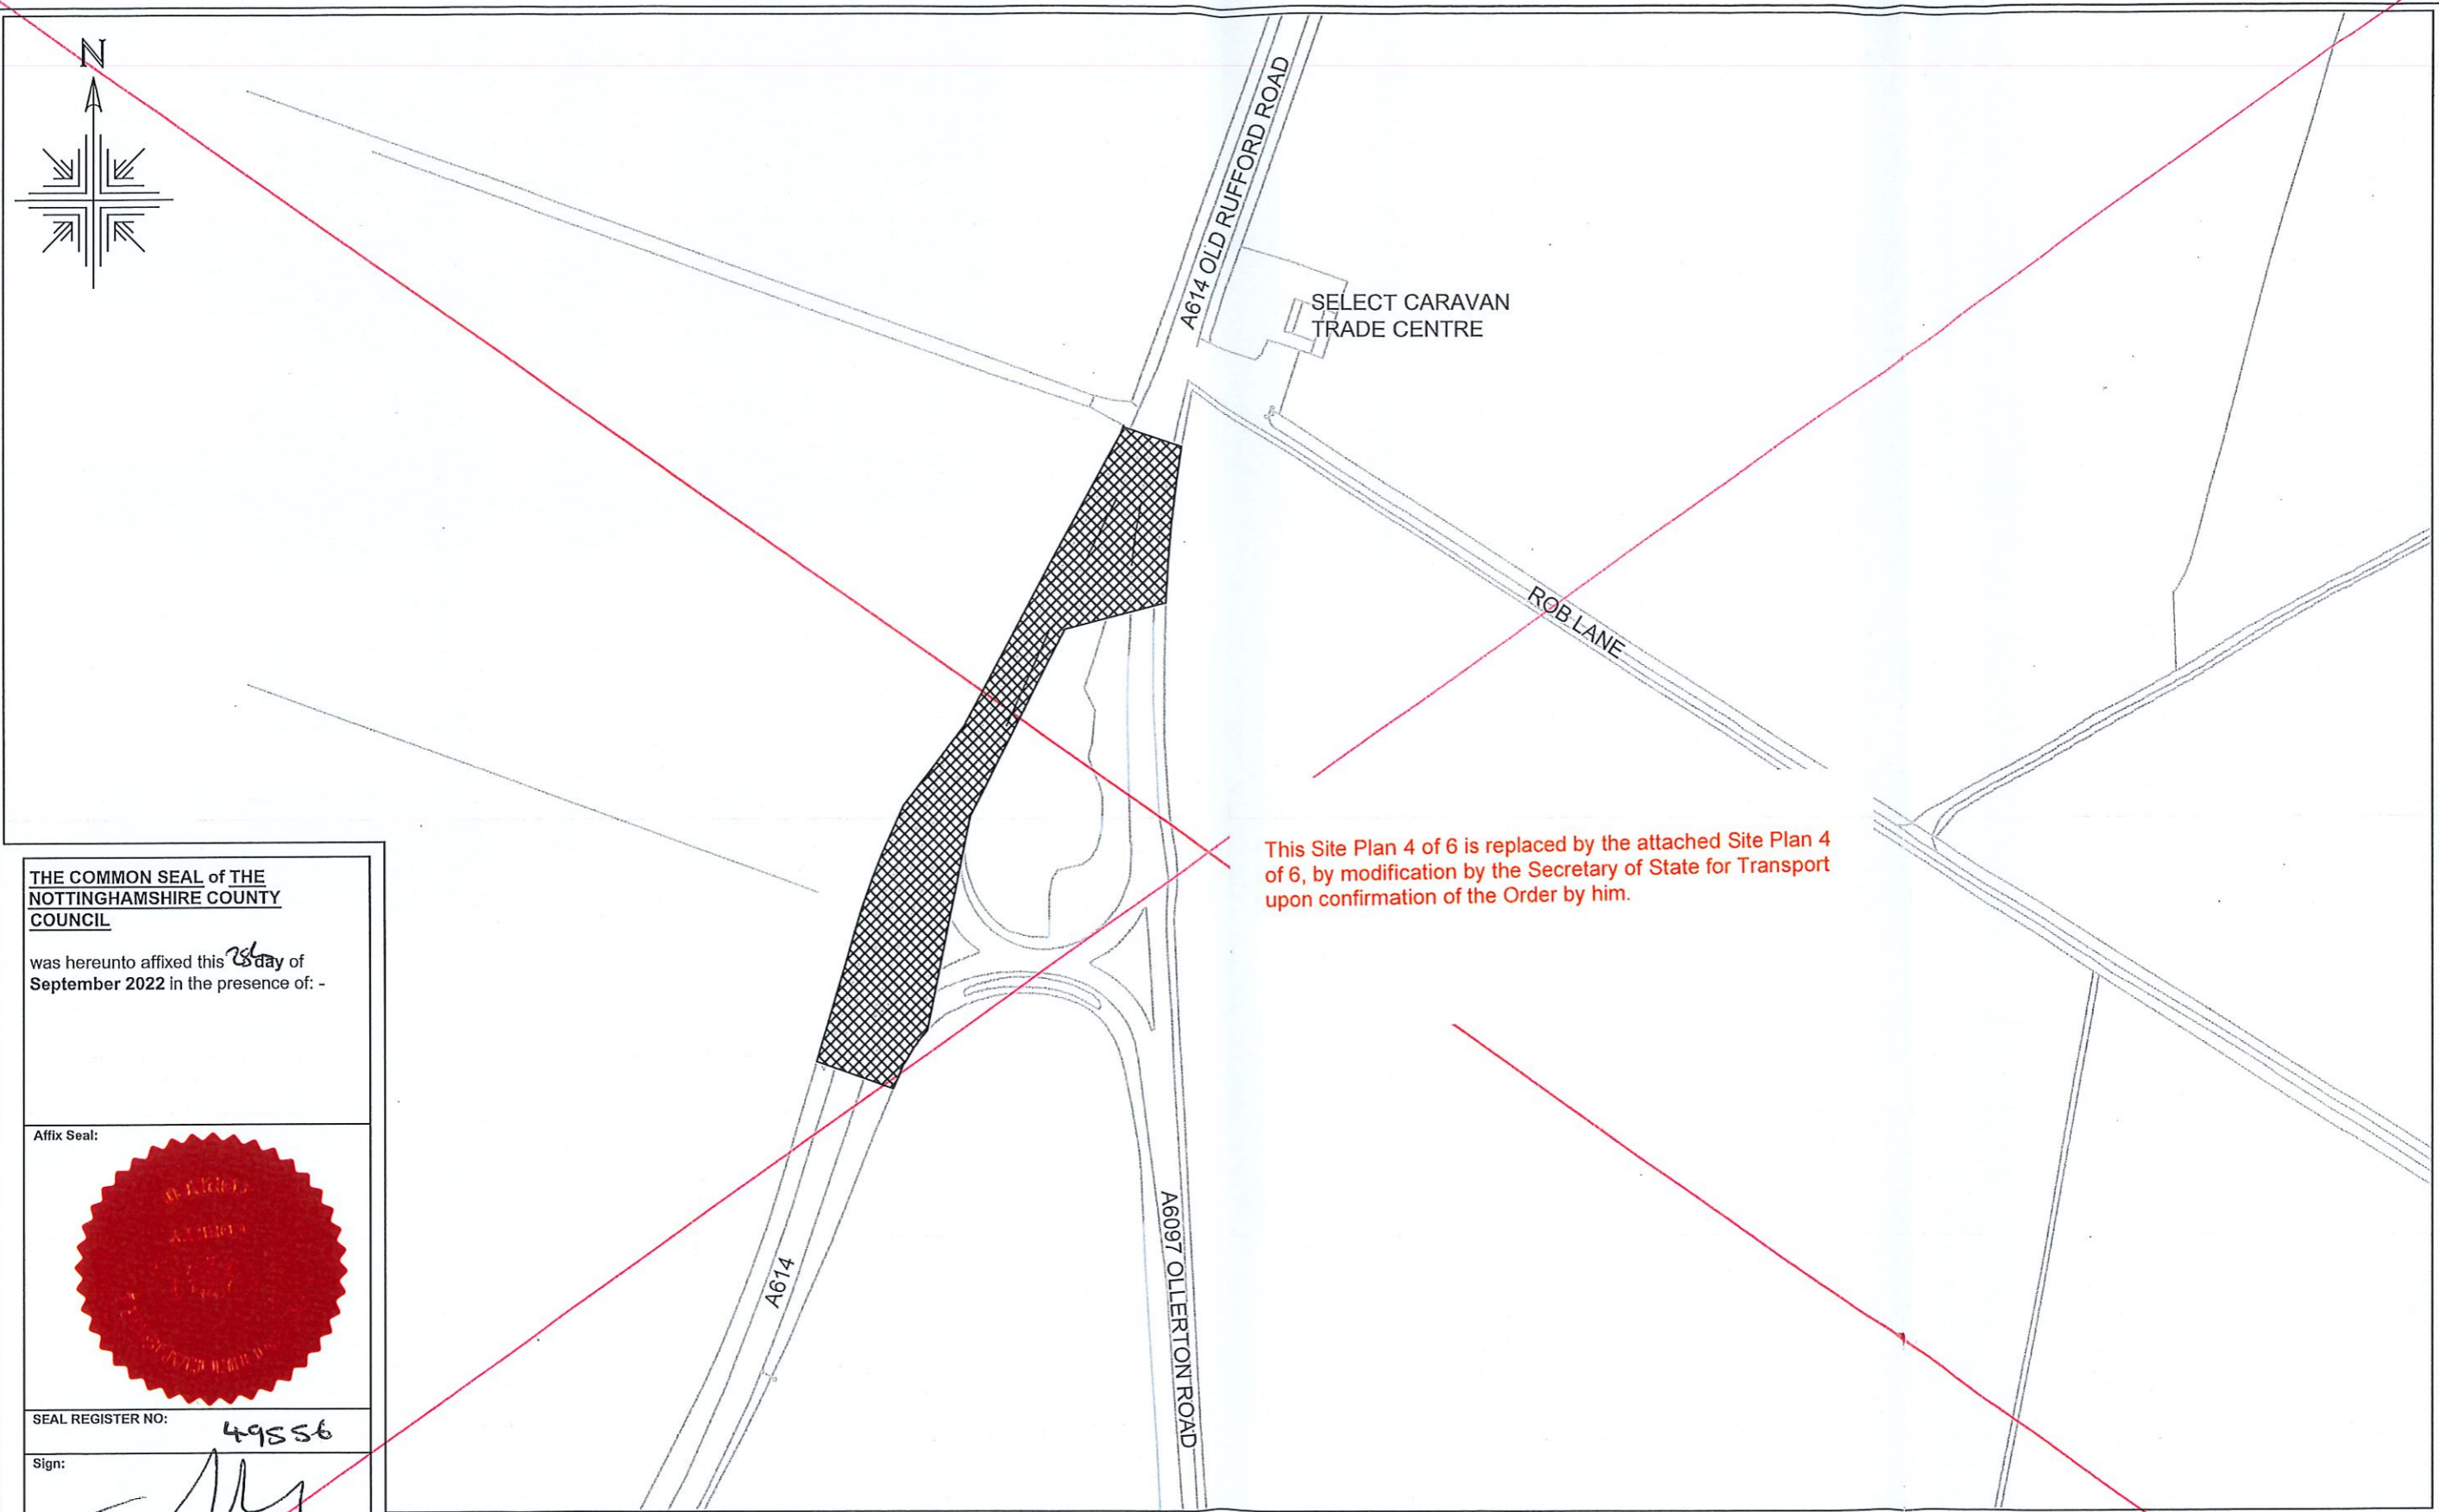 N
A614 OLD RUFFORD ROAD
SELECT CARAVAN
TRADE CENTRE
ROB LANE
This Site Plan 4 of 6 is replaced by the attached Site Plan 4
of 6, by modification by the Secretary of State for Transport
upon confirmation of the Order by him.
THE COMMON SEAL of THE
NOTTINGHAMSHIRE COUNTY
COUNCIL
was hereunto affixed this day of
September 2022 in the presence of: -
Affix Seal:
SEAL REGISTER NO: 49556
Sign:
A614
A6097 OLLERTON ROAD